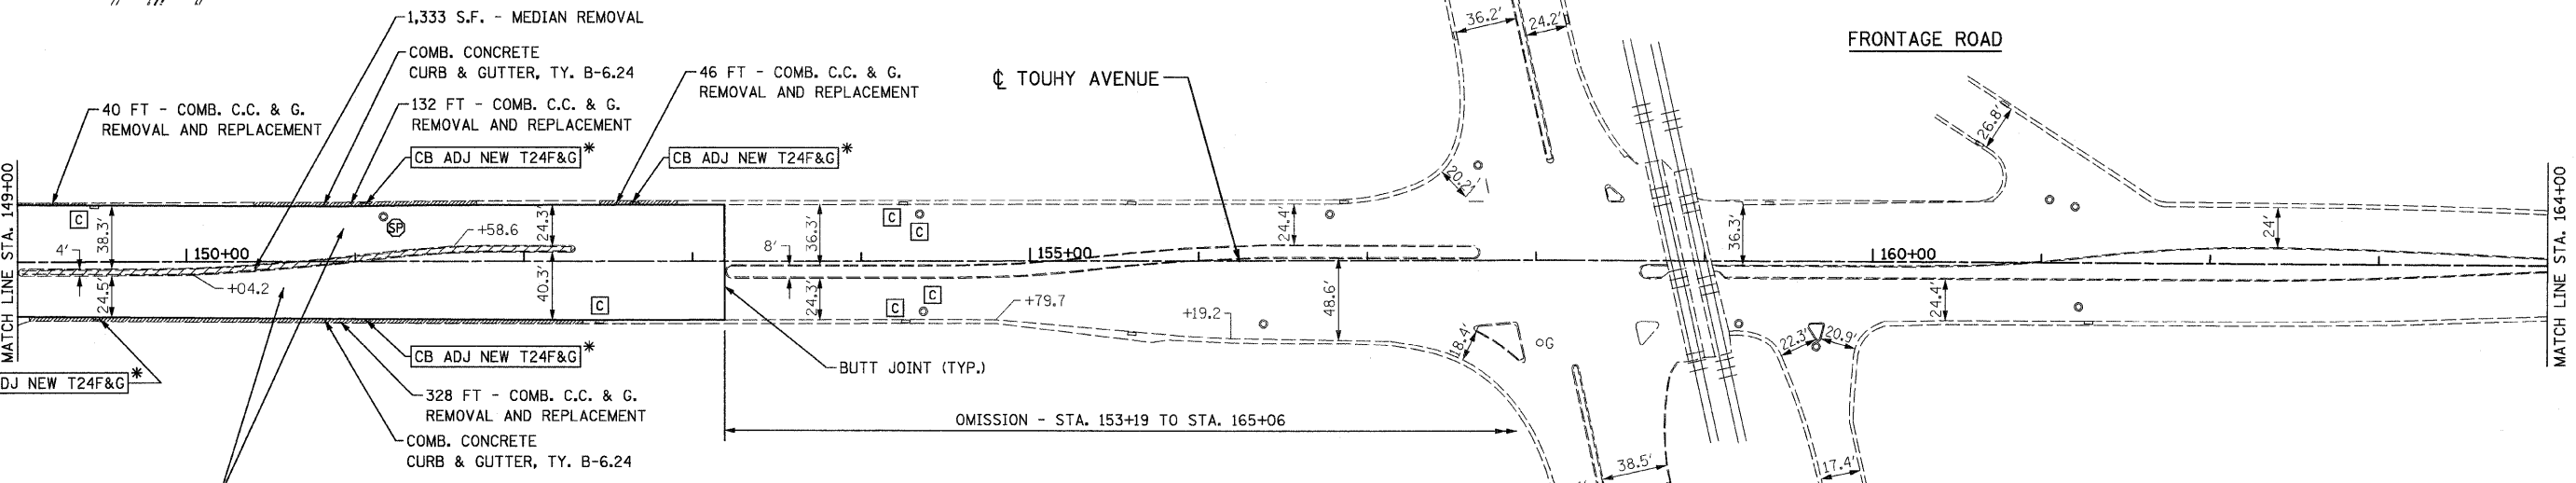 1,333 S.F. - MEDIAN REMOVAL
COMB. CONCRETE
CURB & GUTTER, TY. B-6.24
40 FT - COMB. C.C. & G.
REMOVAL AND REPLACEMENT
132 FT - COMB. C.C. & G.
REMOVAL AND REPLACEMENT
CB ADJ NEW T24F&G *
46 FT - COMB. C.C. & G.
REMOVAL AND REPLACEMENT
CB ADJ NEW T24F&G *
℄ TOUHY AVENUE
36.2'
24.2'
FRONTAGE ROAD
26.8'
20.2'
MATCH LINE STA. 149+00
C
38.3'
4'
24.5'
150+00
+04.2
SP
+58.6
24.3'
40.3'
C
8'
36.3'
24.3'
C
C
C
C
155+00
+79.7
+19.2
24.4'
48.6'
18.4'
G
36.3'
160+00
24.4'
24'
22.3'
20.9'
MATCH LINE STA. 164+00
DJ NEW T24F&G *
CB ADJ NEW T24F&G *
328 FT - COMB. C.C. & G.
REMOVAL AND REPLACEMENT
COMB. CONCRETE
CURB & GUTTER, TY. B-6.24
BUTT JOINT (TYP.)
OMISSION - STA. 153+19 TO STA. 165+06
38.5'
17.4'